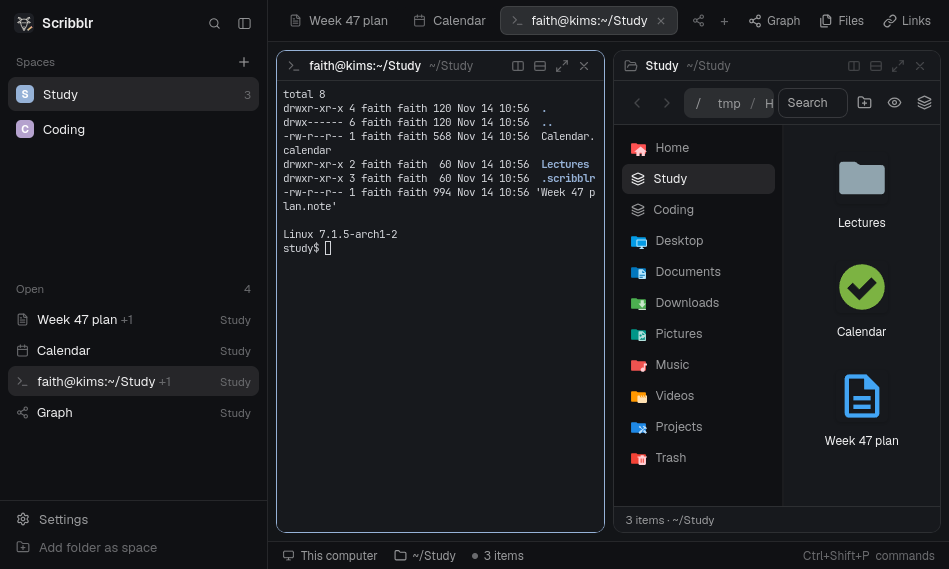 Scribblr
Spaces
S Study 3
C Coding
Open 4
Week 47 plan +1 Study
Calendar Study
faith@kims:~/Study +1 Study
Graph Study
Settings
Add folder as space
Week 47 plan
Calendar
faith@kims:~/Study
Graph
Files
Links
faith@kims:~/Study ~/Study
total 8
drwxr-xr-x 4 faith faith 120 Nov 14 10:56  .
drwx------ 6 faith faith 120 Nov 14 10:56  ..
-rw-r--r-- 1 faith faith 568 Nov 14 10:56  Calendar.
calendar
drwxr-xr-x 2 faith faith  60 Nov 14 10:56  Lectures
drwxr-xr-x 3 faith faith  60 Nov 14 10:56  .scribblr
-rw-r--r-- 1 faith faith 994 Nov 14 10:56 'Week 47 p
lan.note'
Linux 7.1.5-arch1-2
study$
Study ~/Study
/ tmp / H
Search
Home
Study
Coding
Desktop
Documents
Downloads
Pictures
Music
Videos
Projects
Trash
Lectures
Calendar
Week 47 plan
3 items · ~/Study
This computer
~/Study
3 items
Ctrl+Shift+P commands